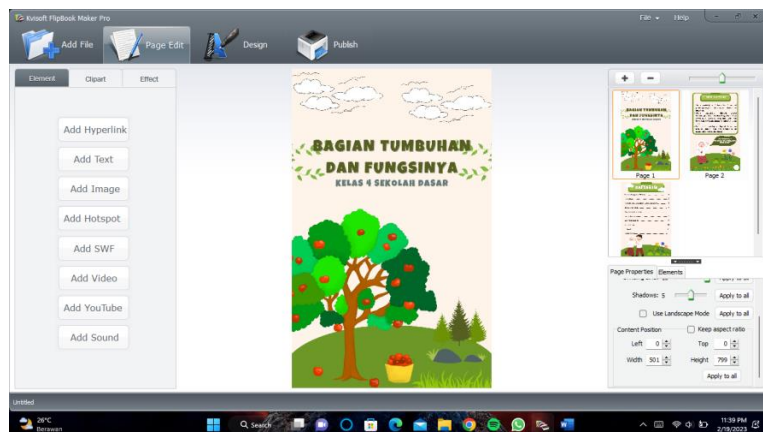 Kvisoft FlipBook Maker Pro
File
Help
Add File
Page Edit
Design
Publish
Element
Clipart
Effect
Add Hyperlink
Add Text
Add Image
Add Hotspot
Add SWF
Add Video
Add YouTube
Add Sound
BAGIAN TUMBUHAN
DAN FUNGSINYA
KELAS 4 SEKOLAH DASAR
BAGIAN TUMBUHAN
DAN FUNGSINYA
Page 1
Page 2
Page Properties
Elements
Shadows: 5
Apply to all
Use Landscape Mode
Apply to all
Content Position
Keep aspect ratio
Left 0
Top 0
Width 501
Height 799
Apply to all
Untitled
26°C
Berawan
Search
11:39 PM
2/19/2023